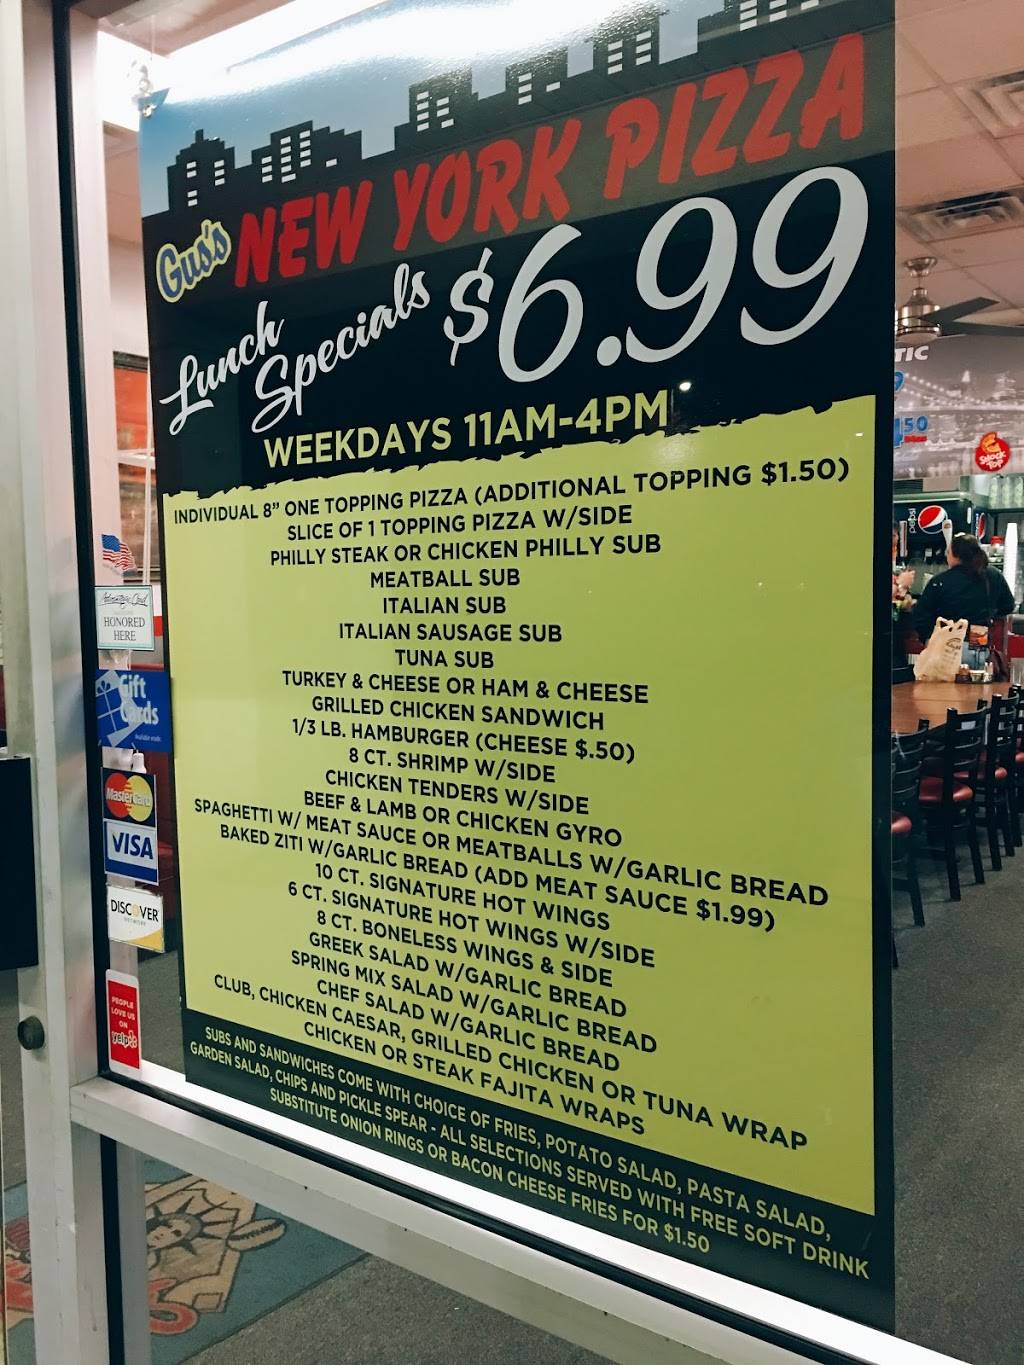 Gus's NEW YORK PIZZA
Lunch Specials $6.99
WEEKDAYS 11AM-4PM
INDIVIDUAL 8” ONE TOPPING PIZZA (ADDITIONAL TOPPING $1.50)
SLICE OF 1 TOPPING PIZZA W/SIDE
PHILLY STEAK OR CHICKEN PHILLY SUB
MEATBALL SUB
ITALIAN SUB
ITALIAN SAUSAGE SUB
TUNA SUB
TURKEY & CHEESE OR HAM & CHEESE
GRILLED CHICKEN SANDWICH
1/3 LB. HAMBURGER (CHEESE $.50)
8 CT. SHRIMP W/SIDE
CHICKEN TENDERS W/SIDE
BEEF & LAMB OR CHICKEN GYRO
SPAGHETTI W/ MEAT SAUCE OR MEATBALLS W/GARLIC BREAD
BAKED ZITI W/GARLIC BREAD (ADD MEAT SAUCE $1.99)
10 CT. SIGNATURE HOT WINGS
6 CT. SIGNATURE HOT WINGS W/SIDE
8 CT. BONELESS WINGS & SIDE
GREEK SALAD W/GARLIC BREAD
SPRING MIX SALAD W/GARLIC BREAD
CHEF SALAD W/GARLIC BREAD
CLUB, CHICKEN CAESAR, GRILLED CHICKEN OR TUNA WRAP
CHICKEN OR STEAK FAJITA WRAPS
SUBS AND SANDWICHES COME WITH CHOICE OF FRIES, POTATO SALAD, PASTA SALAD,
GARDEN SALAD, CHIPS AND PICKLE SPEAR - ALL SELECTIONS SERVED WITH FREE SOFT DRINK
SUBSTITUTE ONION RINGS OR BACON CHEESE FRIES FOR $1.50
HONORED
HERE
Gift
Cards
MasterCard
VISA
DISCOVER
NETWORK
PEOPLE
LOVE US
ON
yelp
TIC
9
50
Shock
Top
pepsi